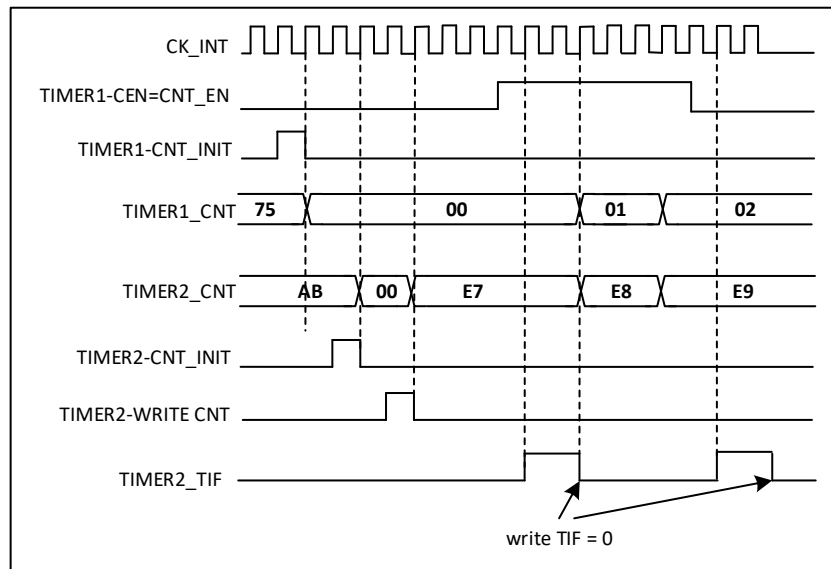 CK_INT
TIMER1-CEN=CNT_EN
TIMER1-CNT_INIT
TIMER1_CNT 75 00 01 02
TIMER2_CNT AB 00 E7 E8 E9
TIMER2-CNT_INIT
TIMER2-WRITE CNT
TIMER2_TIF
write TIF = 0